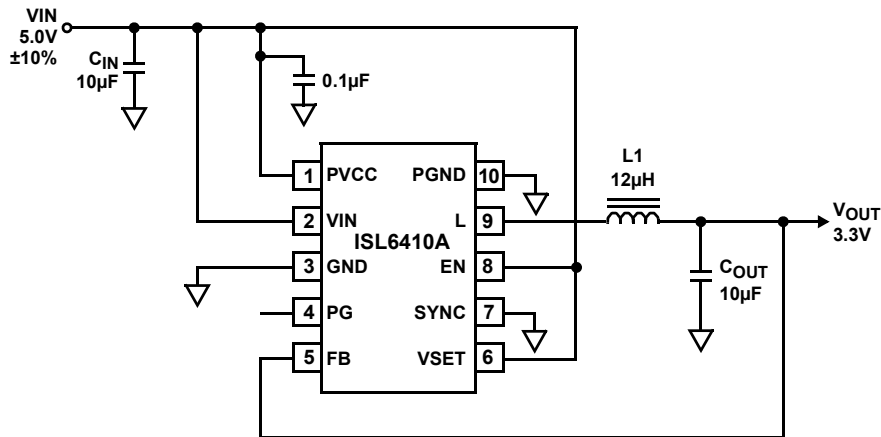 VIN
5.0V
±10%
CIN
10µF
0.1µF
1 PVCC
PGND 10
2 VIN
L 9
ISL6410A
3 GND
EN 8
4 PG
SYNC 7
5 FB
VSET 6
L1
12µH
VOUT
3.3V
COUT
10µF